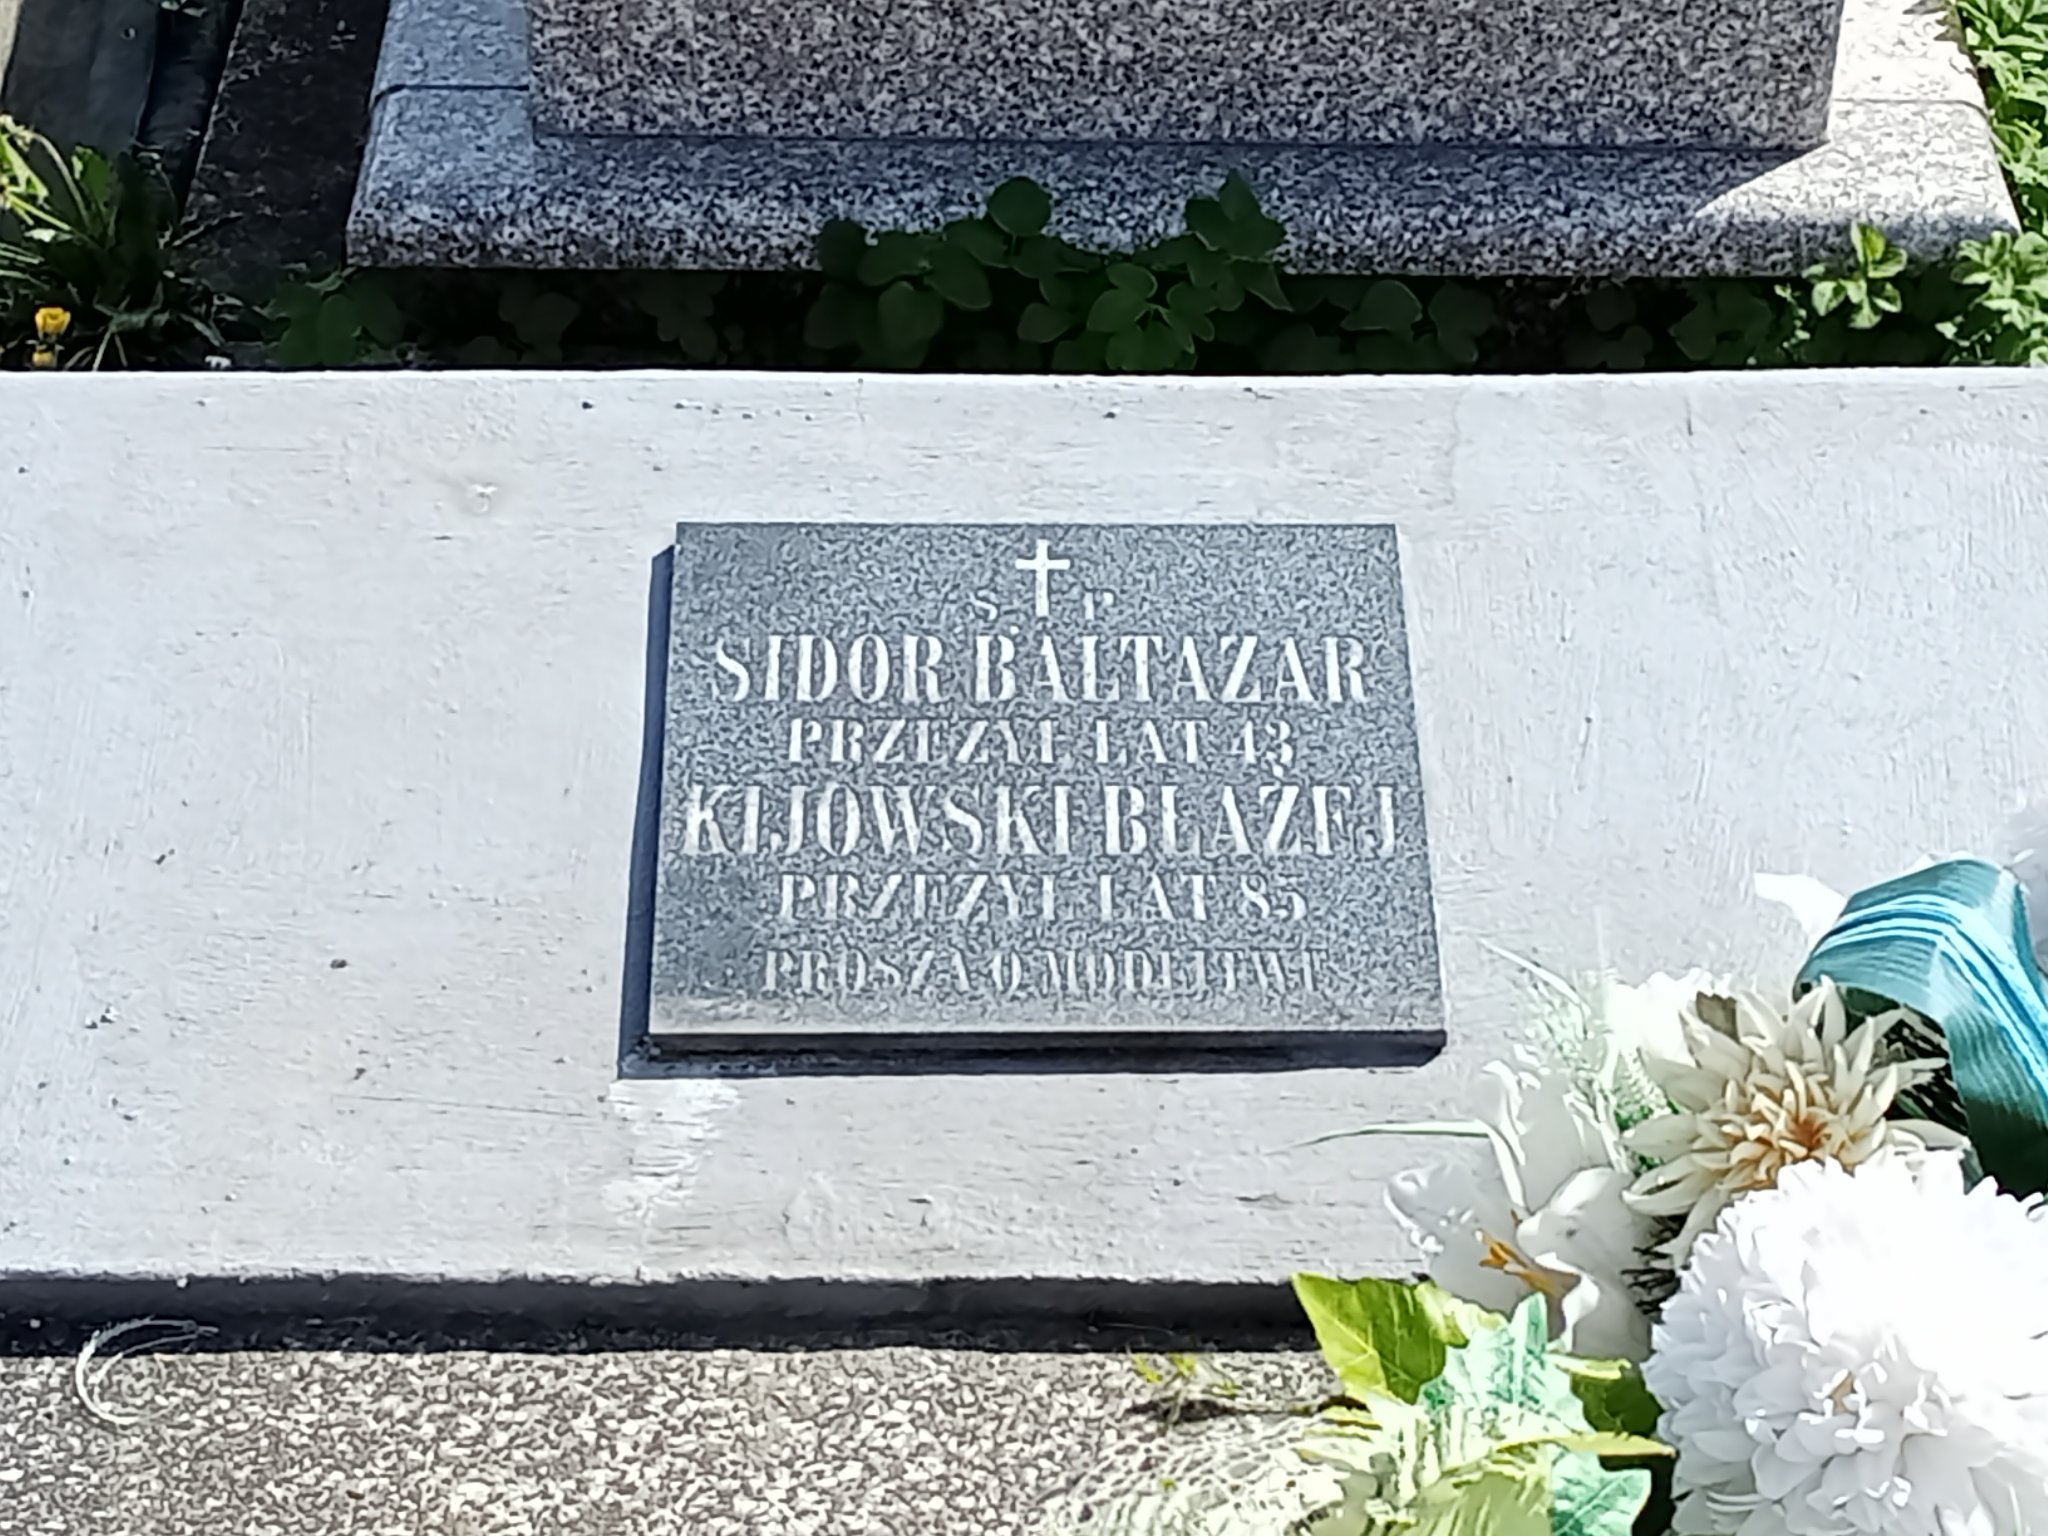 Ś. P
SIDOR BALTAZAR
PRZEŻYŁ LAT 43
KIJOWSKI BŁAŻEJ
PRZEŻYŁ LAT 85
PROSZĄ O MODLITWĘ